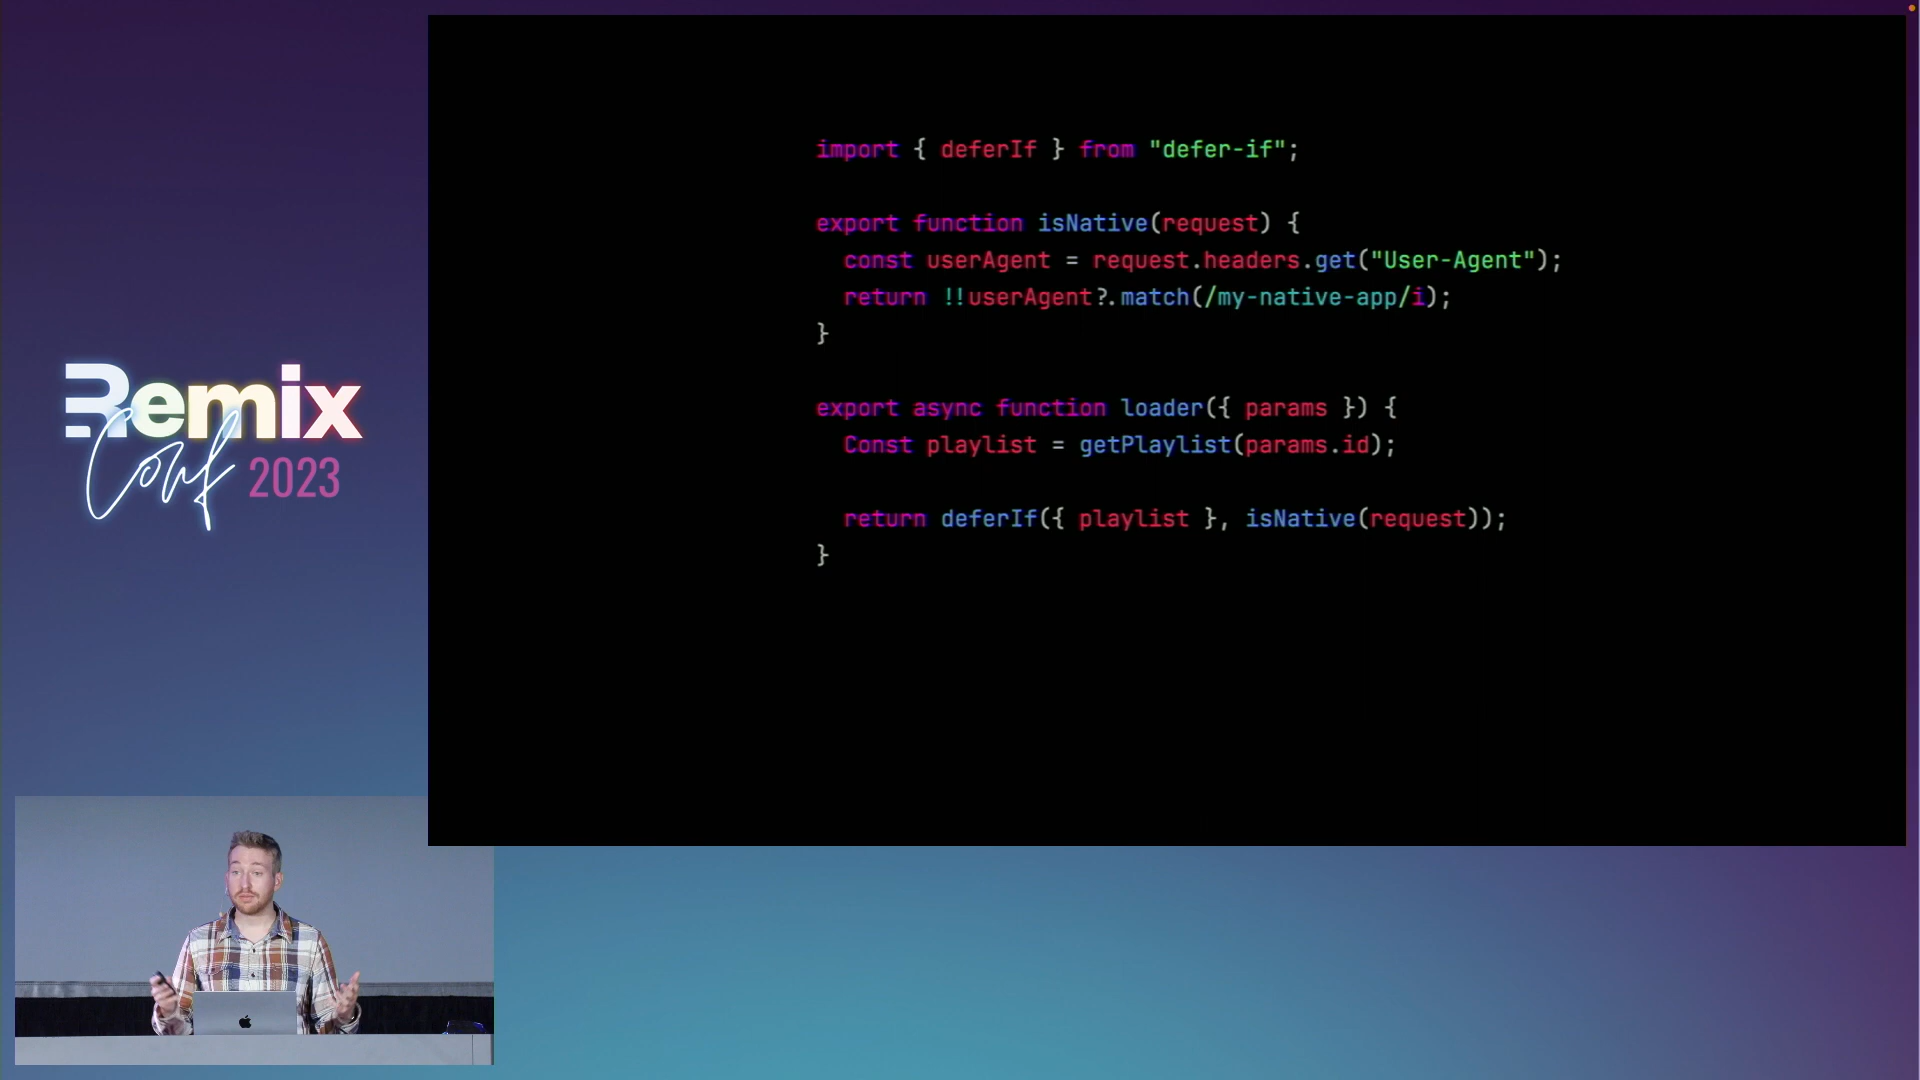 Remix
Conf 2023
import { deferIf } from "defer-if";
export function isNative(request) {
const userAgent = request.headers.get("User-Agent");
return !!userAgent?.match(/my-native-app/i);
}
export async function loader({ params }) {
Const playlist = getPlaylist(params.id);
return deferIf({ playlist }, isNative(request));
}